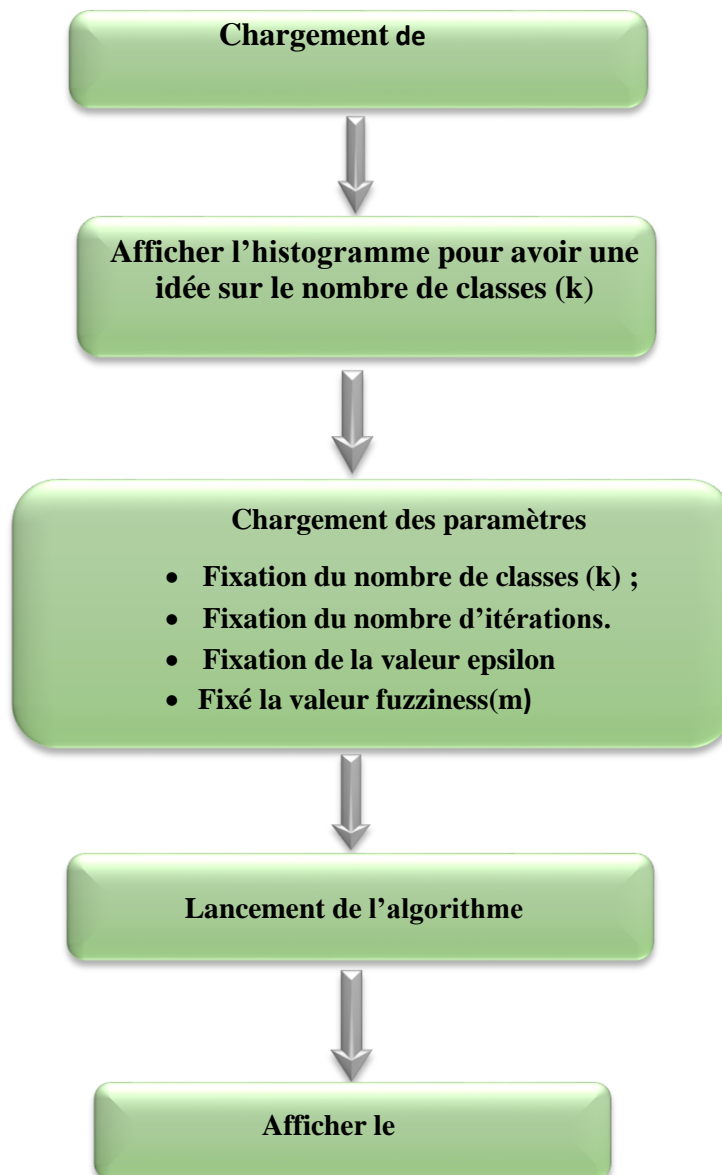 Chargement de
Afficher l’histogramme pour avoir une
idée sur le nombre de classes (k)
Chargement des paramètres
• Fixation du nombre de classes (k) ;
• Fixation du nombre d’itérations.
• Fixation de la valeur epsilon
• Fixé la valeur fuzziness(m)
Lancement de l’algorithme
Afficher le